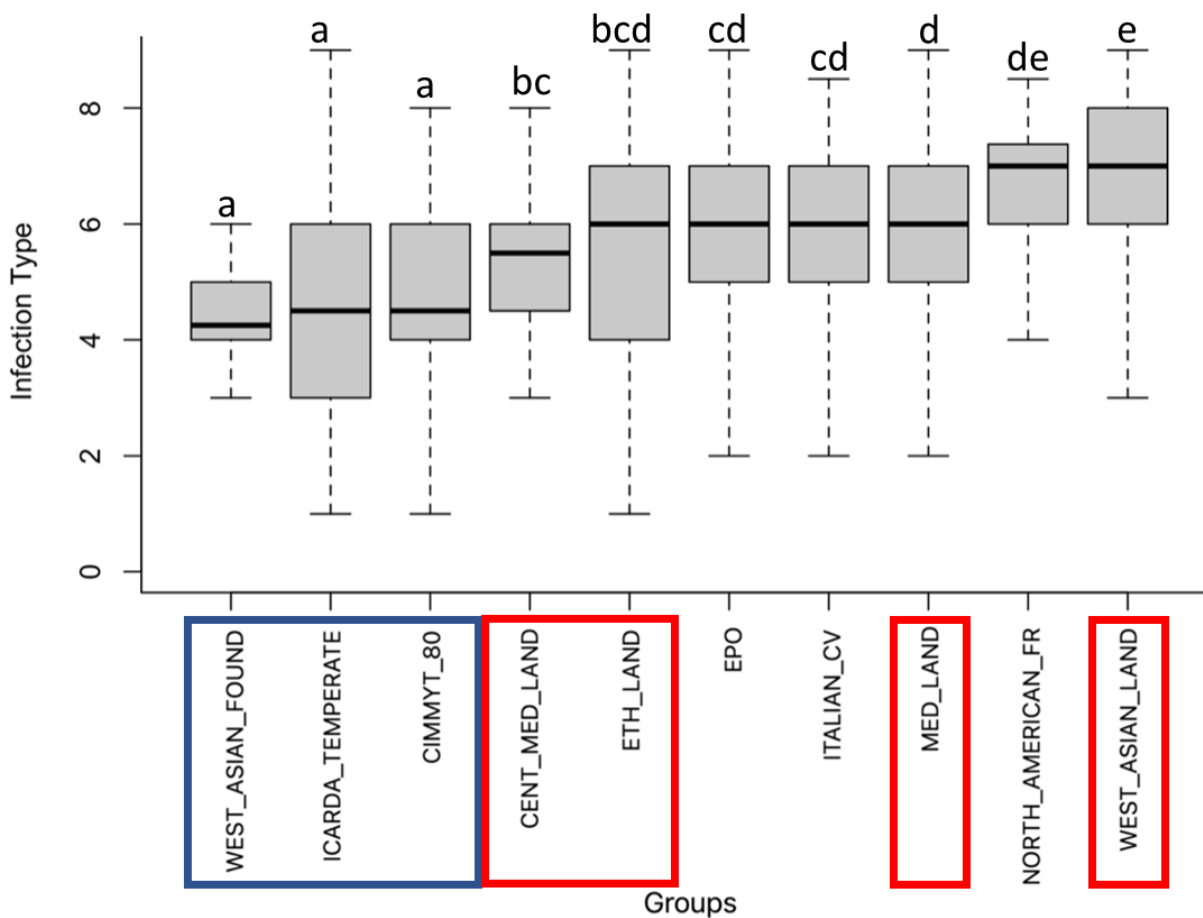 a
a
a
bc
bcd
cd
cd
d
de
e
Infection Type
8
6
4
2
0
WEST_ASIAN_FOUND
ICARDA_TEMPERATE
CIMMYT_80
CENT_MED_LAND
ETH_LAND
EPO
ITALIAN_CV
MED_LAND
NORTH_AMERICAN_FR
WEST_ASIAN_LAND
Groups